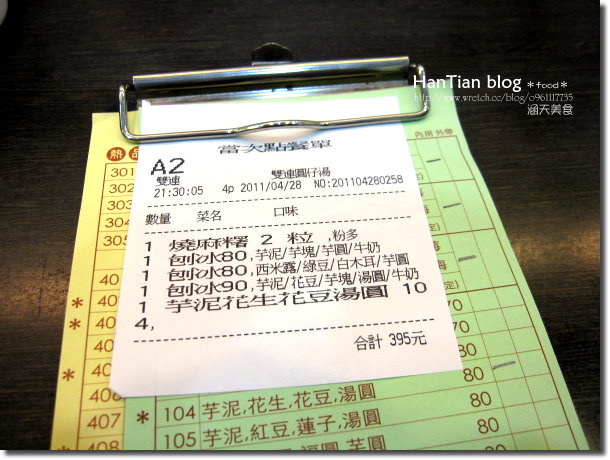 HanTian blog *food*
http://www.wretch.cc/blog/c961117735
涵天美食
當次點餐單
A2
雙連
雙連圓仔湯
21:30:05 4p 2011/04/28 NO:201104280258
數量 菜名 口味
1 燒麻糬 2 粒 ,粉多
1 刨冰80,芋泥/芋塊/芋圓/牛奶
1 刨冰80,西米露/綠豆/白木耳/芋圓
1 刨冰90,芋泥/花豆/芋塊/湯圓/牛奶
1 芋泥花生花豆湯圓 10
4,
合計 395元
內用 外帶
熱 品
301
302
303
304
305
40
* 40
* 40
406
* 407
* 408
70
70
80
80
* 104 芋泥,花生,花豆,湯圓 80
105 芋泥,紅豆,蓮子,湯圓 80
80